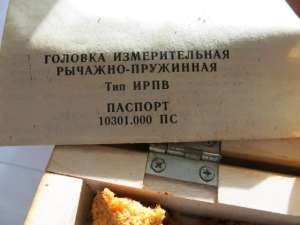 ГОЛОВКА ИЗМЕРИТЕЛЬНАЯ
РЫЧАЖНО-ПРУЖИННАЯ
Тип ИРПВ
ПАСПОРТ
10301.000 ПС